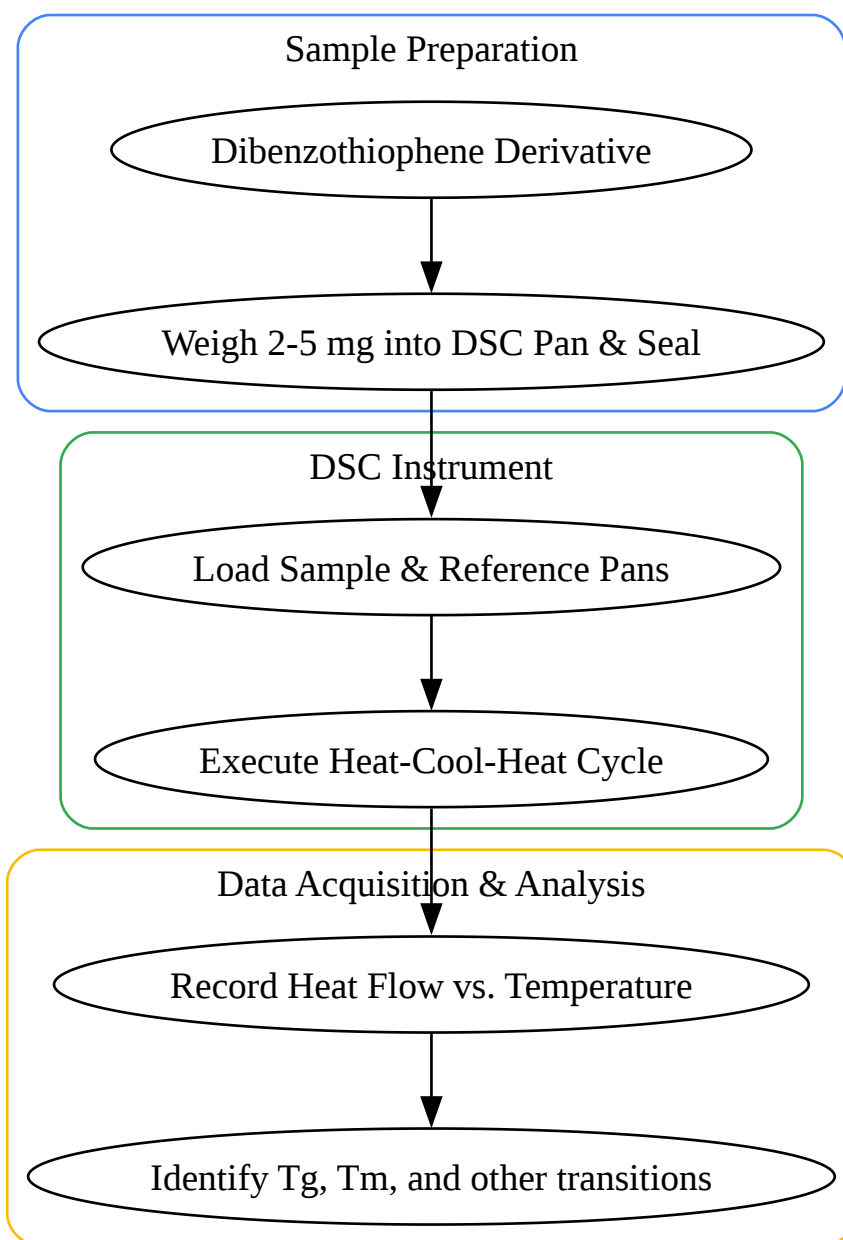 Sample Preparation
Dibenzothiophene Derivative
Weigh 2-5 mg into DSC Pan & Seal
DSC Instrument
Load Sample & Reference Pans
Execute Heat-Cool-Heat Cycle
Data Acquisition & Analysis
Record Heat Flow vs. Temperature
Identify Tg, Tm, and other transitions